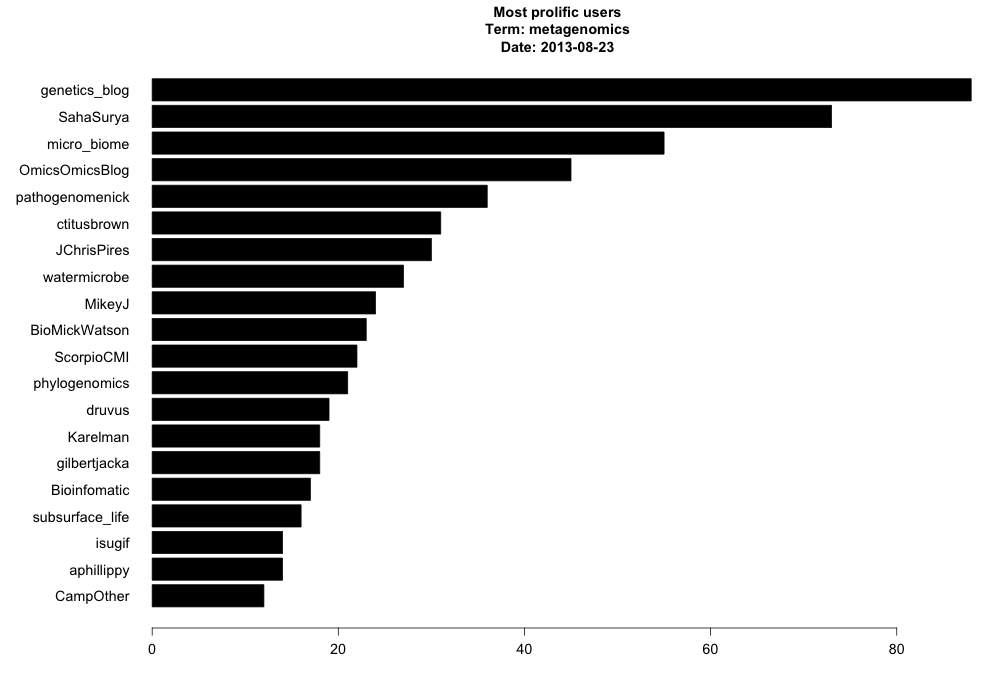 Most prolific users
Term: metagenomics
Date: 2013-08-23
genetics_blog
SahaSurya
micro_biome
OmicsOmicsBlog
pathogenomenick
ctitusbrown
JChrisPires
watermicrobe
MikeyJ
BioMickWatson
ScorpioCMI
phylogenomics
druvus
Karelman
gilbertjacka
Bioinfomatic
subsurface_life
isugif
aphillippy
CampOther
0 20 40 60 80